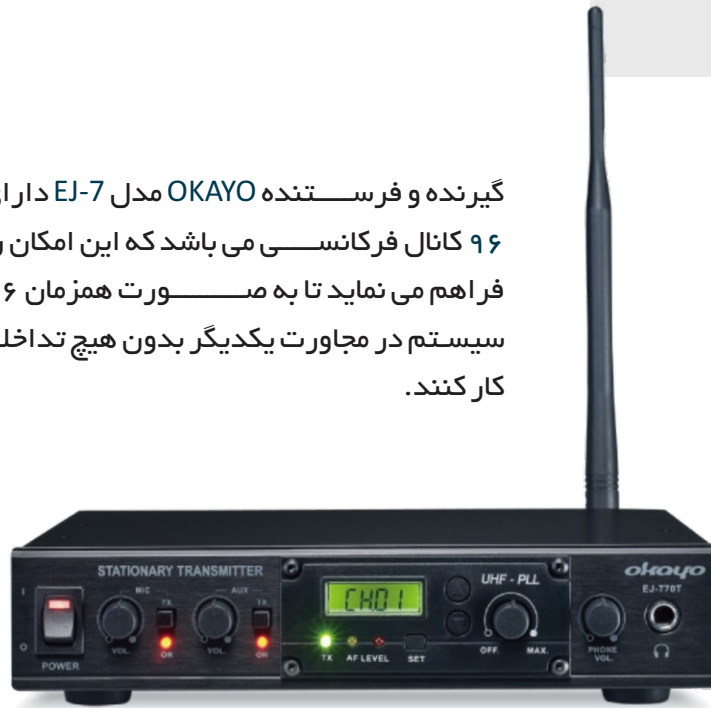 گیرنده و فرستنده OKAYO مدل EJ-7
۹۶ کانال فرکانسی می باشد که این امکان
فراهم می نماید تا به صورت همزمان
سیستم در مجاورت یکدیگر بدون هیچ
کار کنند.
STATIONARY TRANSMITTER
MIC
TX
AUX
TX
I
O
POWER
VOL.
ON
VOL.
ON
CH01
TX
AF LEVEL
SET
UHF - PLL
OFF.
MAX.
PHONE VOL.
okayo
EJ-770T